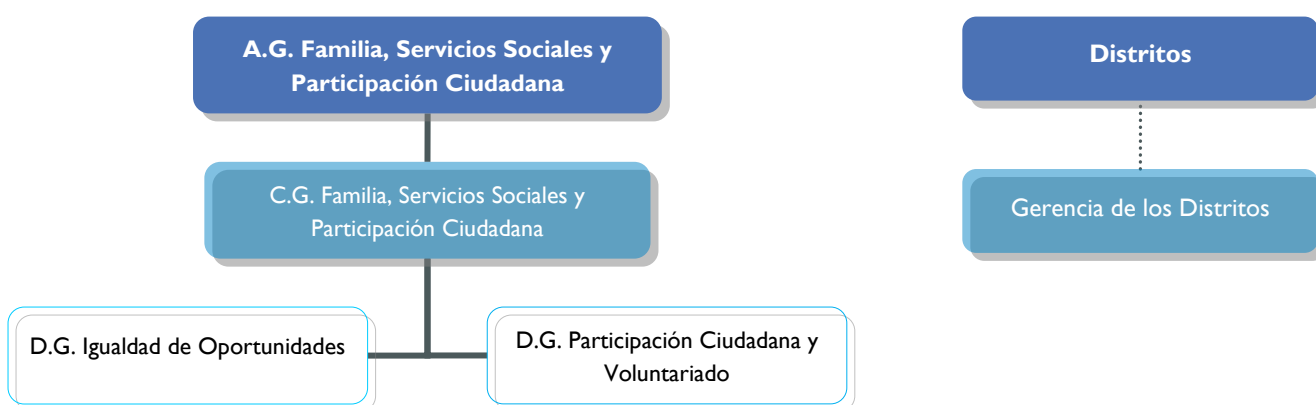 A.G. Familia, Servicios Sociales y
Participación Ciudadana
Distritos
C.G. Familia, Servicios Sociales y
Participación Ciudadana
Gerencia de los Distritos
D.G. Igualdad de Oportunidades
D.G. Participación Ciudadana y
Voluntariado